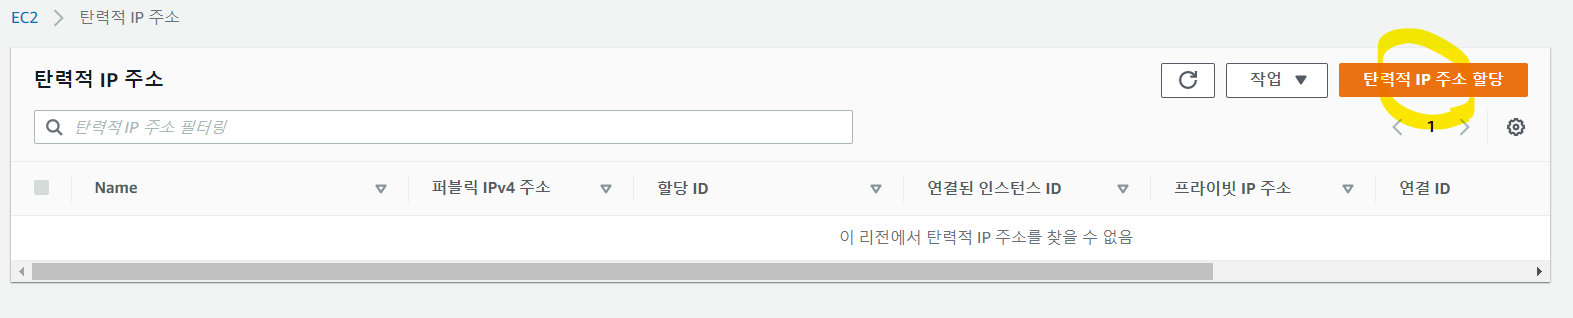 EC2 > 탄력적 IP 주소
탄력적 IP 주소
작업
탄력적 IP 주소 할당
탄력적 IP 주소 필터링
1
Name
퍼블릭 IPv4 주소
할당 ID
연결된 인스턴스 ID
프라이빗 IP 주소
연결 ID
이 리전에서 탄력적 IP 주소를 찾을 수 없음